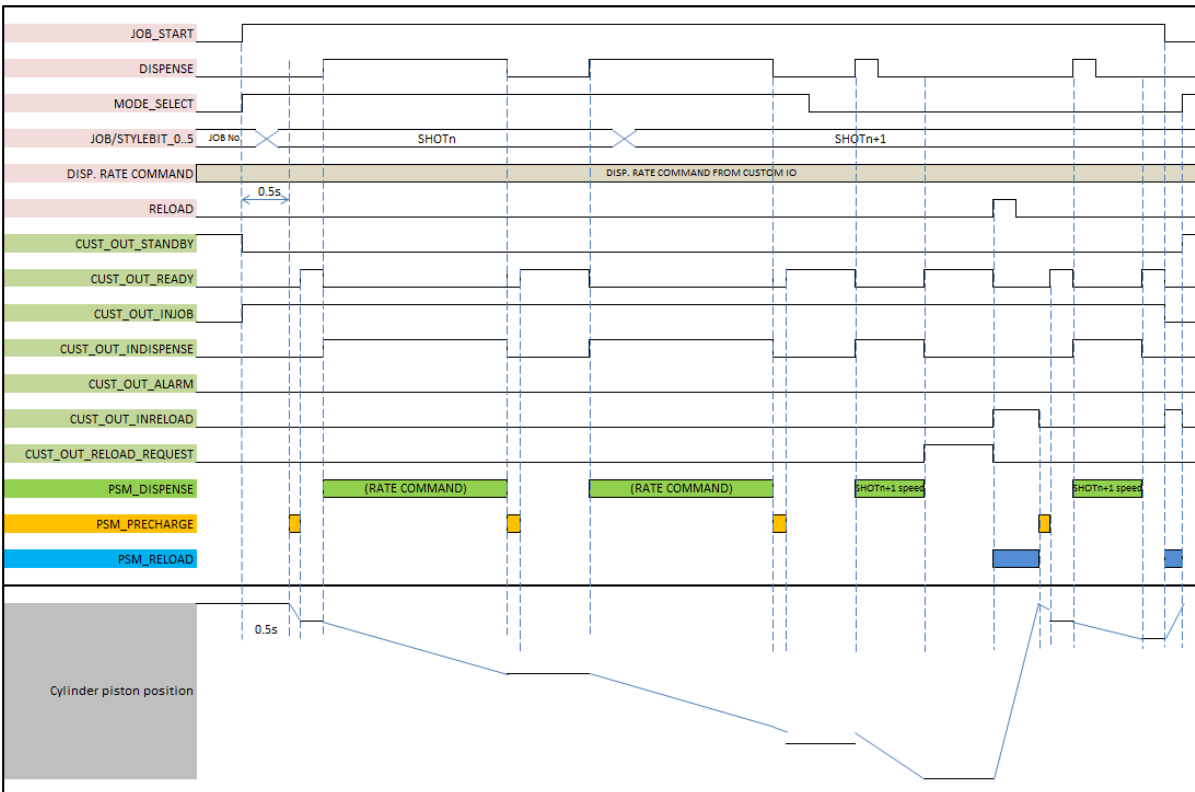 JOB_START
DISPENSE
MODE_SELECT
JOB/STYLEBIT_0..5 JOB No. SHOTn SHOTn+1
DISP. RATE COMMAND DISP. RATE COMMAND FROM CUSTOM IO
0.5s
RELOAD
CUST_OUT_STANDBY
CUST_OUT_READY
CUST_OUT_INJOB
CUST_OUT_INDISPENSE
CUST_OUT_ALARM
CUST_OUT_INRELOAD
CUST_OUT_RELOAD_REQUEST
PSM_DISPENSE (RATE COMMAND) (RATE COMMAND) SHOTn+1 speed SHOTn+1 speed
PSM_PRECHARGE
PSM_RELOAD
0.5s
Cylinder piston position